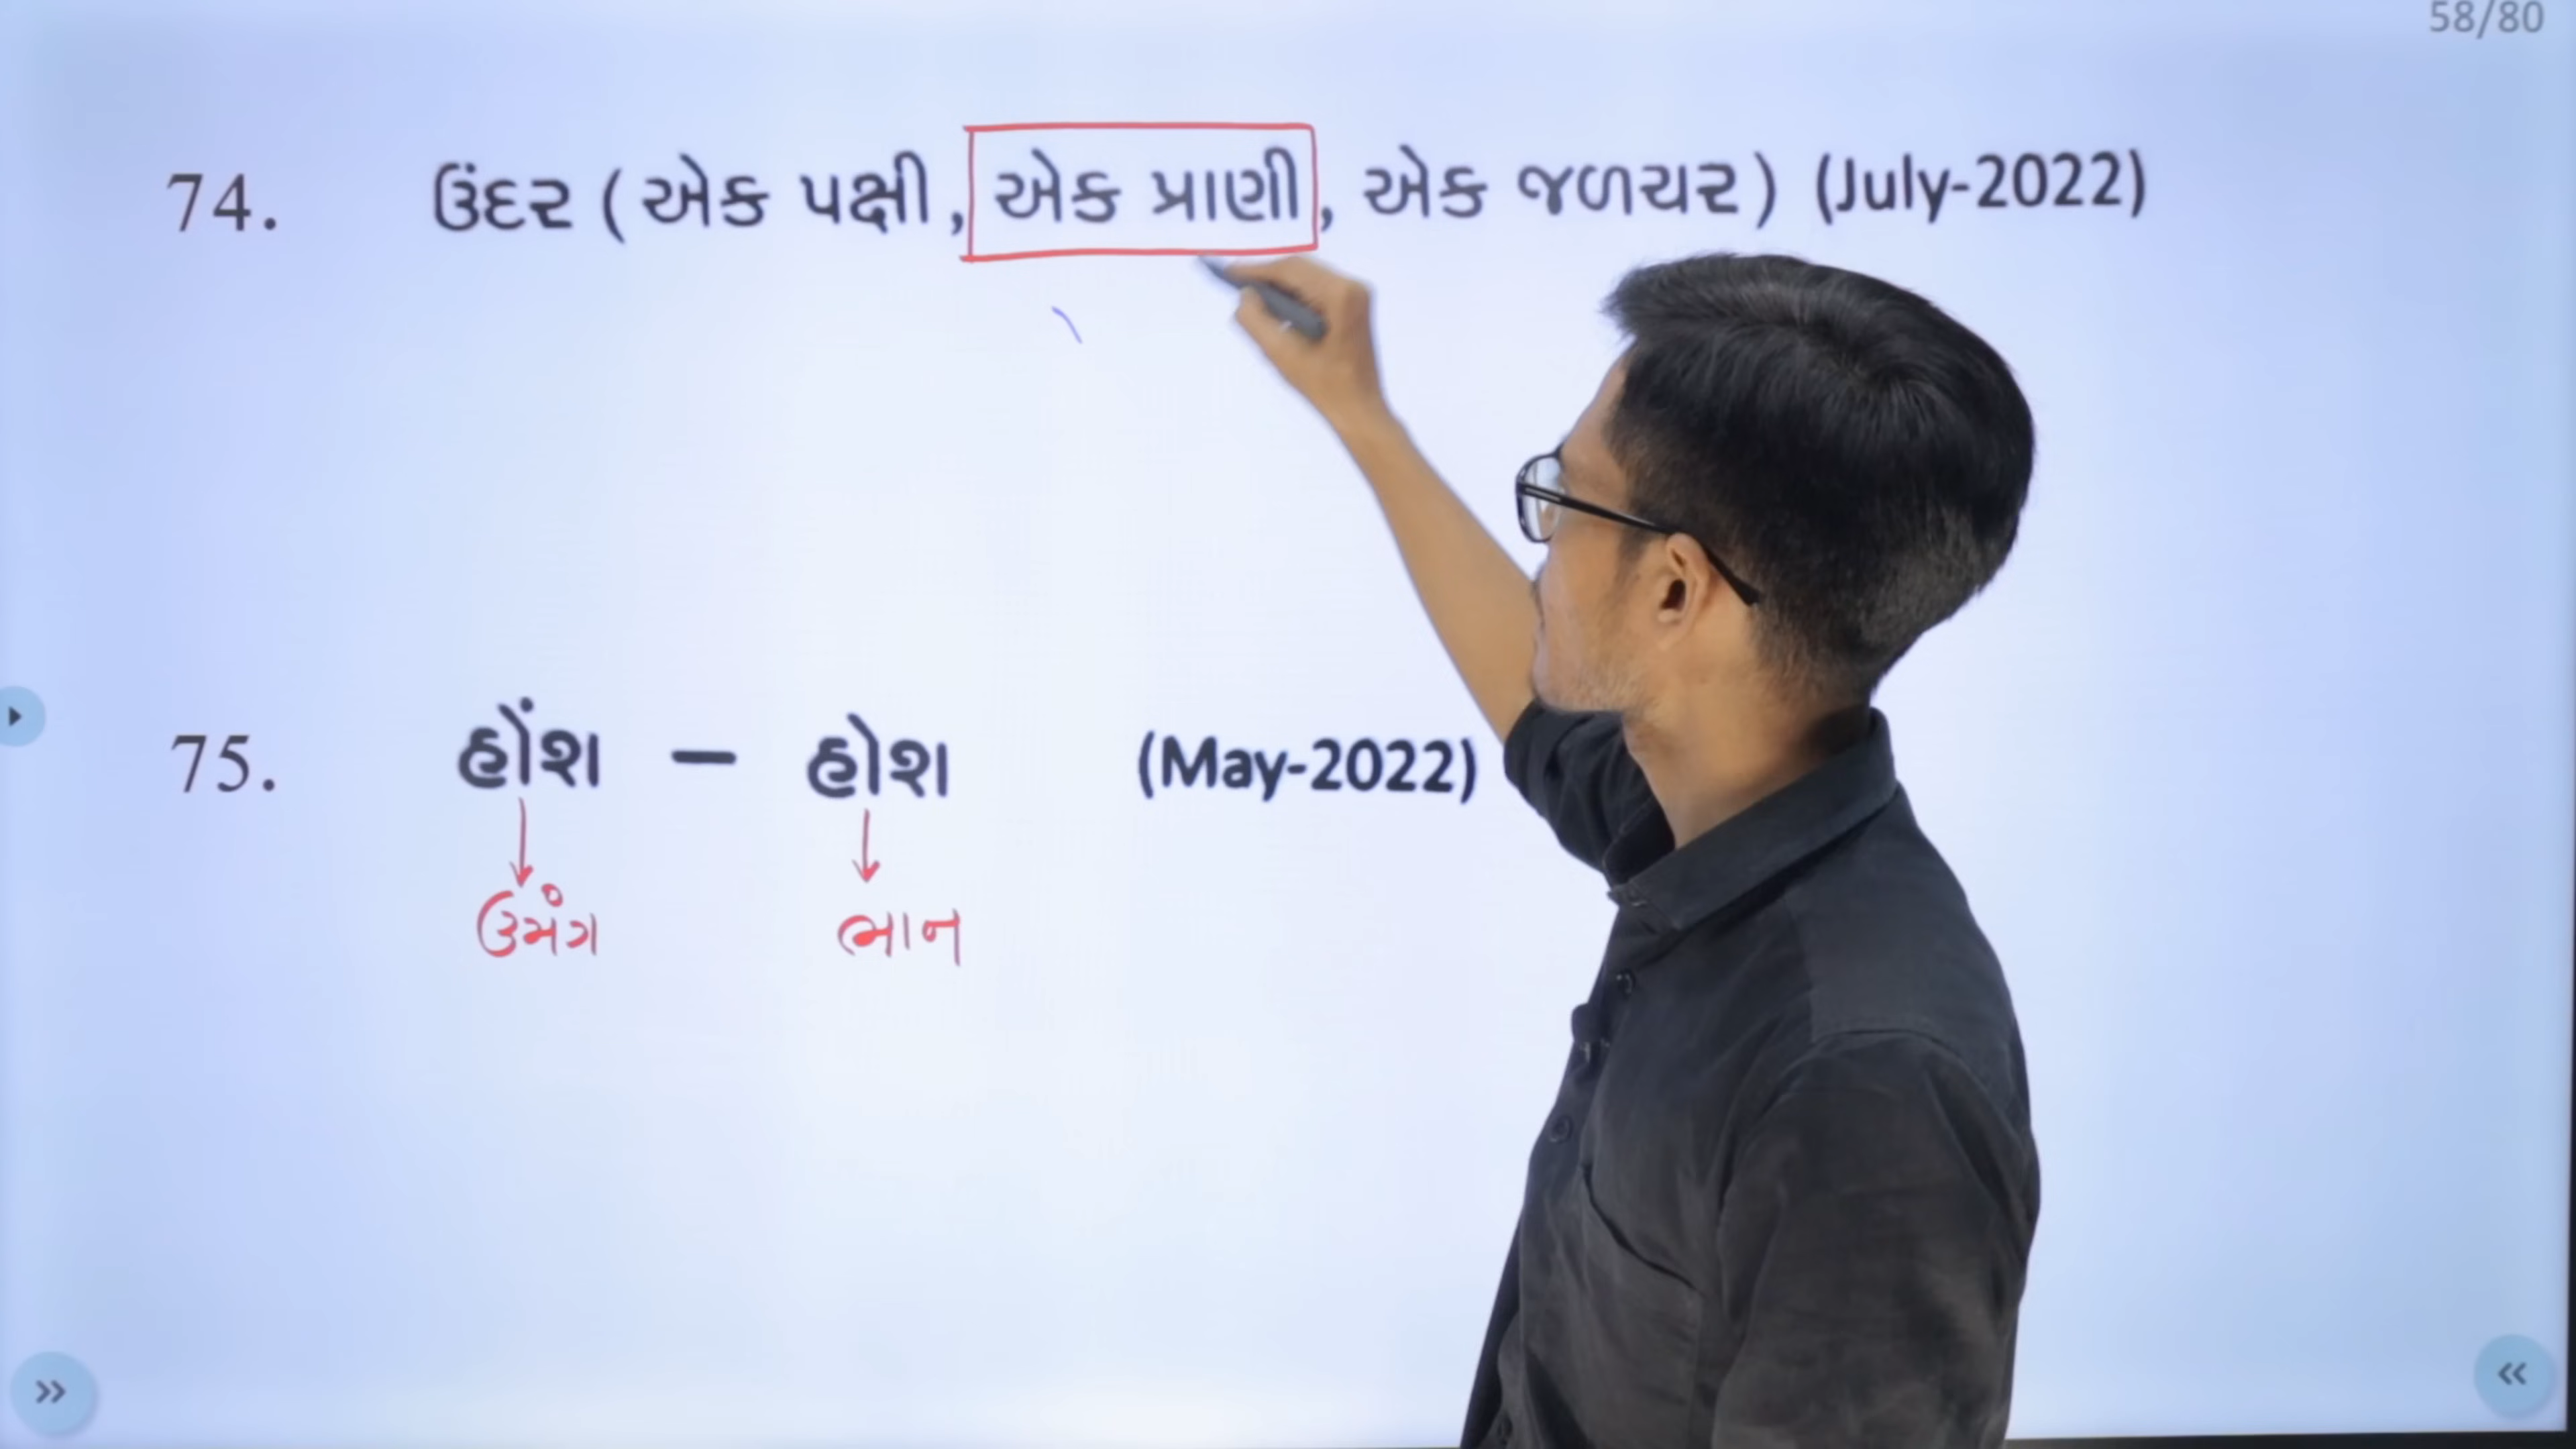 58/80
74. ઉંદર ( એક પક્ષી, એક પ્રાણી, એક જળચર ) (July-2022)
75. હોંશ – હોશ (May-2022)
ઉમંગ ભાન